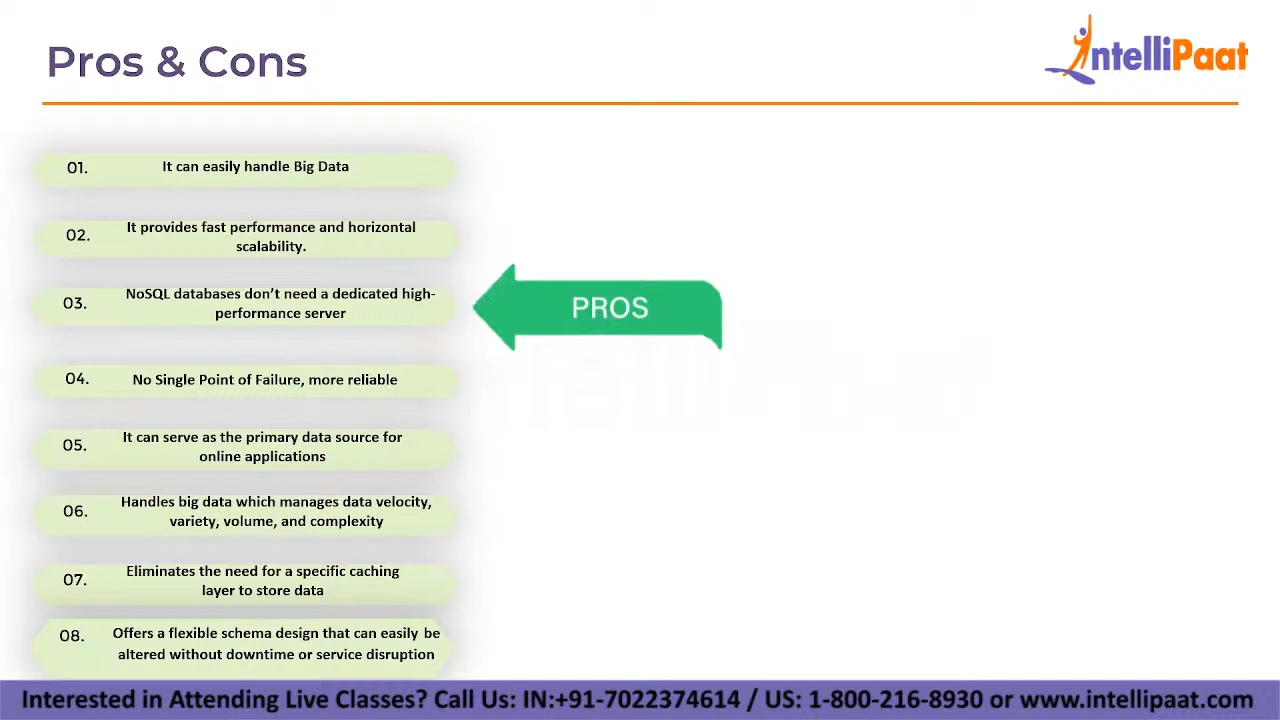 Pros & Cons
IntelliPaat
01. It can easily handle Big Data
02. It provides fast performance and horizontal
scalability.
03. NoSQL databases don’t need a dedicated high-
performance server
PROS
04. No Single Point of Failure, more reliable
05. It can serve as the primary data source for
online applications
06. Handles big data which manages data velocity,
variety, volume, and complexity
07. Eliminates the need for a specific caching
layer to store data
08. Offers a flexible schema design that can easily be
altered without downtime or service disruption
Interested in Attending Live Classes? Call Us: IN:+91-7022374614 / US: 1-800-216-8930 or www.intellipaat.com